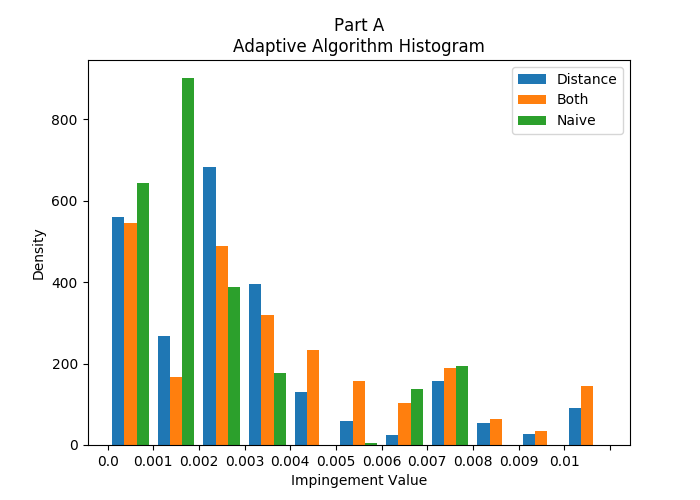 Part A
Adaptive Algorithm Histogram
Distance
Both
Naive
Density
800
600
400
200
0
0.0 0.001 0.002 0.003 0.004 0.005 0.006 0.007 0.008 0.009 0.01
Impingement Value